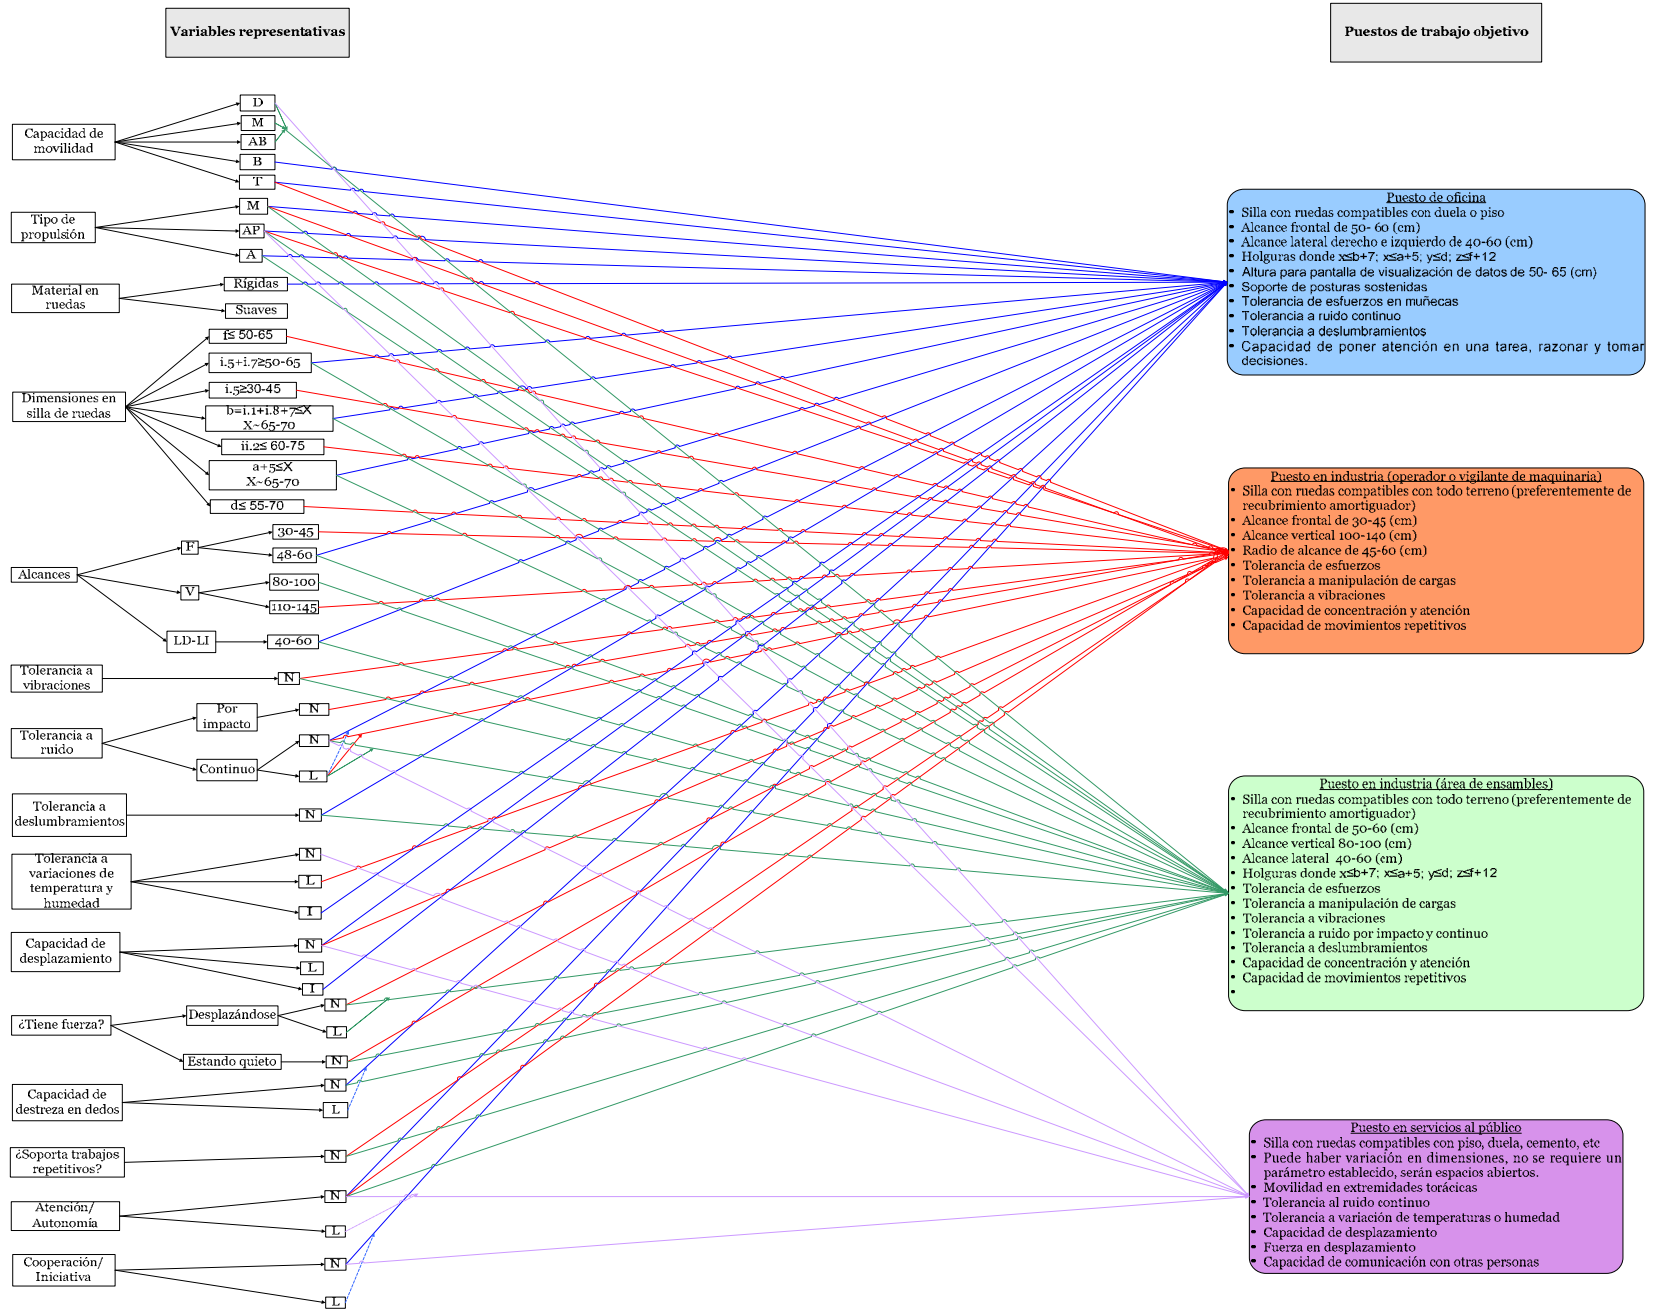 Variables representativas
Puestos de trabajo objetivo
Capacidad de
movilidad
D
M
AB
B
T
Tipo de
propulsión
M
AP
A
Material en
ruedas
Rígidas
Suaves
Dimensiones en
silla de ruedas
f≤ 50-65
i.5+i.7≥50-65
i.5≥30-45
b=i.1+i.8+7≤X
X~65-70
ii.2≤ 60-75
a+5≤X
X~65-70
d≤ 55-70
Alcances
F
30-45
48-60
V
80-100
110-145
LD-LI
40-60
Tolerancia a
vibraciones
N
Tolerancia a
ruido
Por
impacto
N
Continuo
N
L
Tolerancia a
deslumbramientos
N
Tolerancia a
variaciones de
temperatura y
humedad
N
L
I
Capacidad de
desplazamiento
N
L
I
¿Tiene fuerza?
Desplazándose
N
L
Estando quieto
N
Capacidad de
destreza en dedos
N
L
¿Soporta trabajos
repetitivos?
N
Atención/
Autonomía
N
L
Cooperación/
Iniciativa
N
L
Puesto de oficina
• Silla con ruedas compatibles con duela o piso
• Alcance frontal de 50- 60 (cm)
• Alcance lateral derecho e izquierdo de 40-60 (cm)
• Holguras donde x≤b+7; x≤a+5; y≤d; z≤f+12
• Altura para pantalla de visualización de datos de 50- 65 (cm)
• Soporte de posturas sostenidas
• Tolerancia de esfuerzos en muñecas
• Tolerancia a ruido continuo
• Tolerancia a deslumbramientos
• Capacidad de poner atención en una tarea, razonar y tomar
decisiones.
Puesto en industria (operador o vigilante de maquinaria)
• Silla con ruedas compatibles con todo terreno (preferentemente de
recubrimiento amortiguador)
• Alcance frontal de 30-45 (cm)
• Alcance vertical 100-140 (cm)
• Radio de alcance de 45-60 (cm)
• Tolerancia de esfuerzos
• Tolerancia a manipulación de cargas
• Tolerancia a vibraciones
• Capacidad de concentración y atención
• Capacidad de movimientos repetitivos
Puesto en industria (área de ensambles)
• Silla con ruedas compatibles con todo terreno (preferentemente de
recubrimiento amortiguador)
• Alcance frontal de 50-60 (cm)
• Alcance vertical 80-100 (cm)
• Alcance lateral  40-60 (cm)
• Holguras donde x≤b+7; x≤a+5; y≤d; z≤f+12
• Tolerancia de esfuerzos
• Tolerancia a manipulación de cargas
• Tolerancia a vibraciones
• Tolerancia a ruido por impacto y continuo
• Tolerancia a deslumbramientos
• Capacidad de concentración y atención
• Capacidad de movimientos repetitivos
•
Puesto en servicios al público
• Silla con ruedas compatibles con piso, duela, cemento, etc
• Puede haber variación en dimensiones, no se requiere un
parámetro establecido, serán espacios abiertos.
• Movilidad en extremidades torácicas
• Tolerancia al ruido continuo
• Tolerancia a variación de temperaturas o humedad
• Capacidad de desplazamiento
• Fuerza en desplazamiento
• Capacidad de comunicación con otras personas